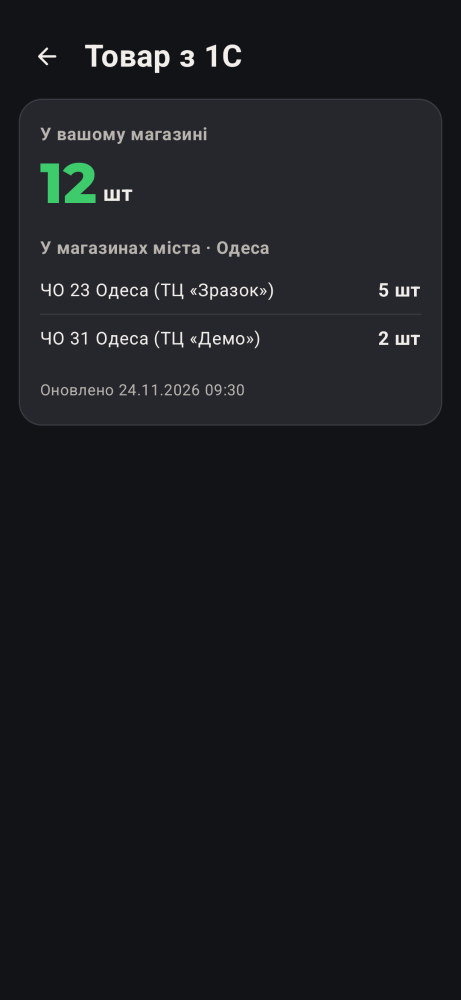 Товар з 1С
У вашому магазині
12 шт
У магазинах міста · Одеса
ЧО 23 Одеса (ТЦ «Зразок») 5 шт
ЧО 31 Одеса (ТЦ «Демо») 2 шт
Оновлено 24.11.2026 09:30